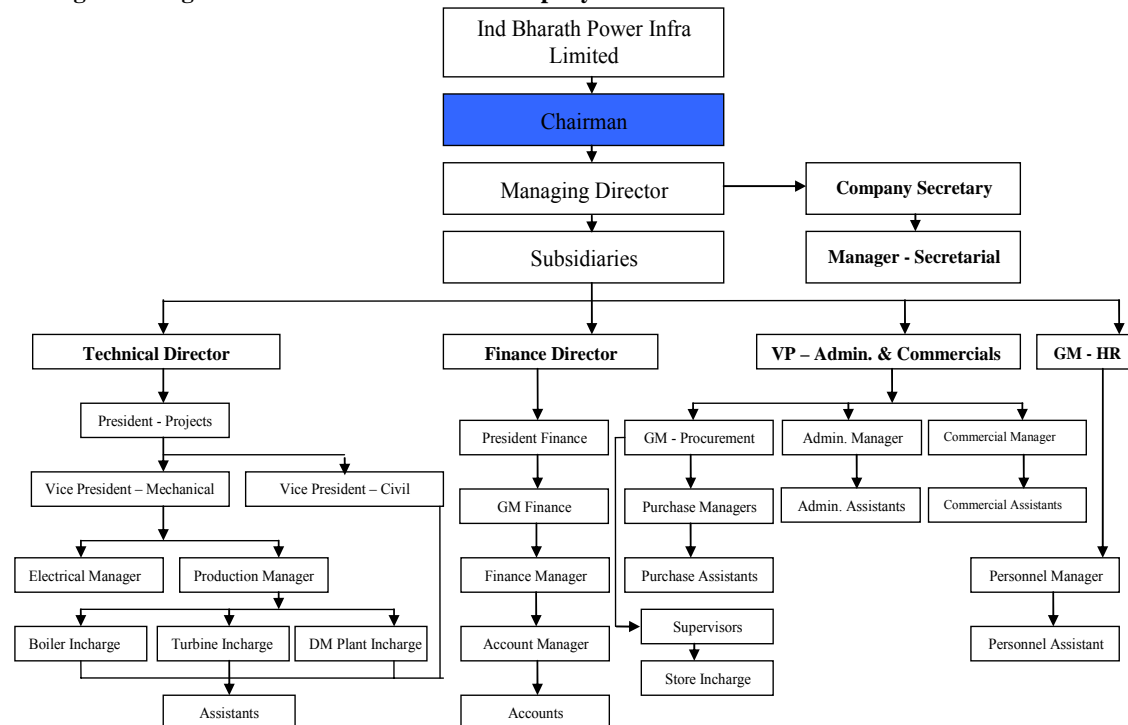 Ind Bharath Power Infra
Limited
Chairman
Managing Director
Company Secretary
Subsidiaries
Manager - Secretarial
Technical Director
Finance Director
VP – Admin. & Commercials
GM - HR
President - Projects
President Finance
GM - Procurement
Admin. Manager
Commercial Manager
Vice President – Mechanical
Vice President – Civil
GM Finance
Purchase Managers
Admin. Assistants
Commercial Assistants
Electrical Manager
Production Manager
Finance Manager
Purchase Assistants
Personnel Manager
Boiler Incharge
Turbine Incharge
DM Plant Incharge
Account Manager
Supervisors
Personnel Assistant
Store Incharge
Assistants
Accounts